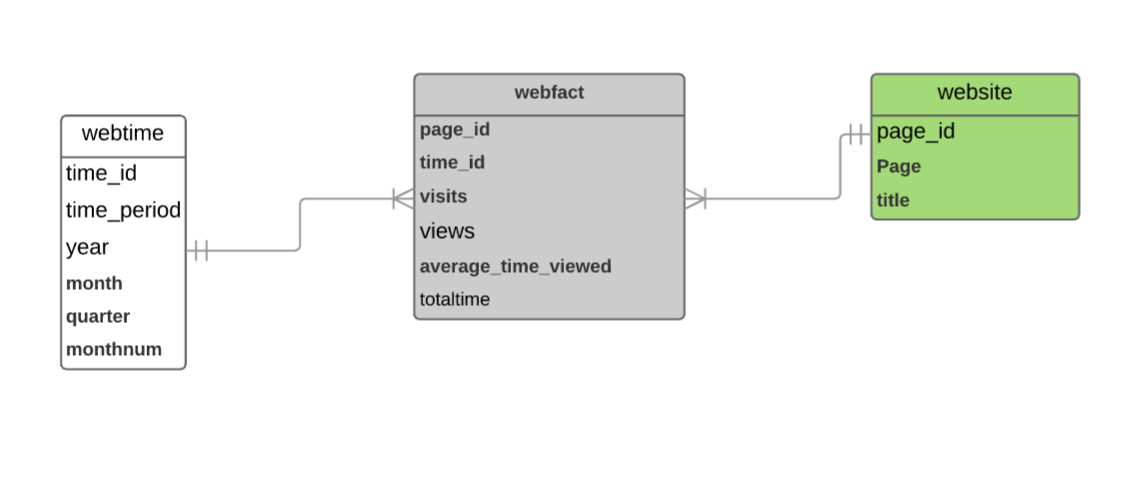 webtime
time_id
time_period
year
month
quarter
monthnum
webfact
page_id
time_id
visits
views
average_time_viewed
totaltime
website
page_id
Page
title